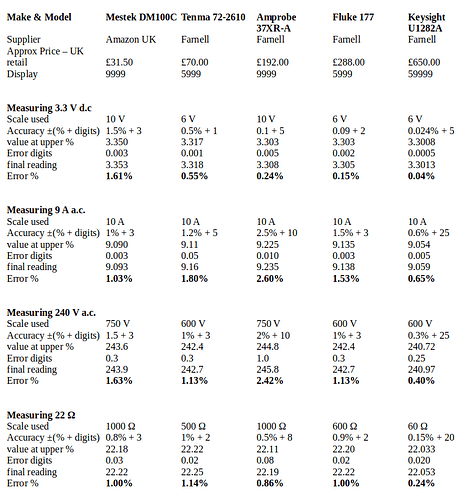 Make & Model Mestek DM100C Tenma 72-2610 Amprobe 37XR-A Fluke 177 Keysight U1282A
Supplier Amazon UK Farnell Farnell Farnell Farnell
Approx Price – UK
retail £31.50 £70.00 £192.00 £288.00 £650.00
Display 9999 5999 9999 5999 59999
Measuring 3.3 V d.c
Scale used 10 V 6 V 10 V 6 V 6 V
Accuracy ±(% + digits) 1.5% + 3 0.5% + 1 0.1 + 5 0.09 + 2 0.024% + 5
value at upper % 3.350 3.317 3.303 3.303 3.3008
Error digits 0.003 0.001 0.005 0.002 0.0005
final reading 3.353 3.318 3.308 3.305 3.3013
Error % 1.61% 0.55% 0.24% 0.15% 0.04%
Measuring 9 A a.c.
Scale used 10 A 10 A 10 A 10 A 10 A
Accuracy ±(% + digits) 1% + 3 1.2% + 5 2.5% + 10 1.5% + 3 0.6% + 25
value at upper % 9.090 9.11 9.225 9.135 9.054
Error digits 0.003 0.05 0.010 0.003 0.005
final reading 9.093 9.16 9.235 9.138 9.059
Error % 1.03% 1.80% 2.60% 1.53% 0.65%
Measuring 240 V a.c.
Scale used 750 V 600 V 750 V 600 V 600 V
Accuracy ±(% + digits) 1.5 + 3 1% + 3 2% + 10 1% + 3 0.3% + 25
value at upper % 243.6 242.4 244.8 242.4 240.72
Error digits 0.3 0.3 1.0 0.3 0.25
final reading 243.9 242.7 245.8 242.7 240.97
Error % 1.63% 1.13% 2.42% 1.13% 0.40%
Measuring 22 Ω
Scale used 1000 Ω 500 Ω 1000 Ω 600 Ω 60 Ω
Accuracy ±(% + digits) 0.8% + 3 1% + 2 0.5% + 8 0.9% + 2 0.15% + 20
value at upper % 22.18 22.22 22.11 22.20 22.033
Error digits 0.03 0.02 0.08 0.02 0.020
final reading 22.22 22.25 22.19 22.22 22.053
Error % 1.00% 1.14% 0.86% 1.00% 0.24%